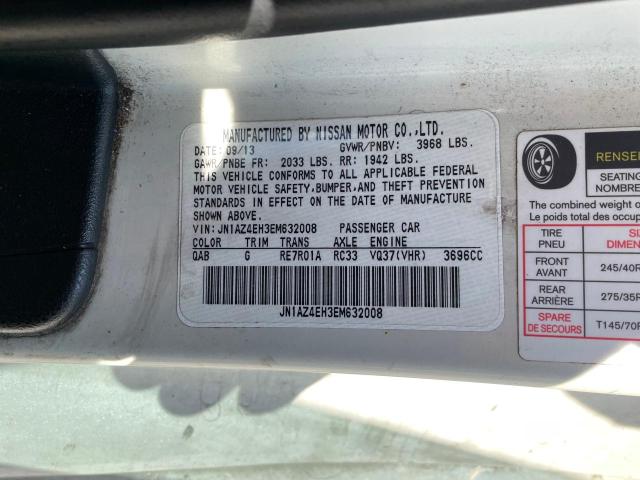 MANUFACTURED BY NISSAN MOTOR CO.,LTD.
DATE: 09/13 GVWR/PNBV: 3968 LBS.
GAWR/PNBE FR: 2033 LBS. RR: 1942 LBS.
THIS VEHICLE CONFORMS TO ALL APPLICABLE FEDERAL
MOTOR VEHICLE SAFETY,BUMPER,AND THEFT PREVENTION
STANDARDS IN EFFECT ON THE DATE OF MANUFACTURE
SHOWN ABOVE.
VIN: JN1AZ4EH3EM632008 PASSENGER CAR
COLOR TRIM TRANS AXLE ENGINE
QAB G RE7R01A RC33 VQ37(VHR) 3696CC
JN1AZ4EH3EM632008
RENSEI
SEATING
NOMBRE
The combined weight of
Le poids total des occup
TIRE
PNEU
DIMEN
FRONT
AVANT
245/40R
REAR
ARRIÈRE
275/35R
SPARE
DE SECOURS
T145/70R